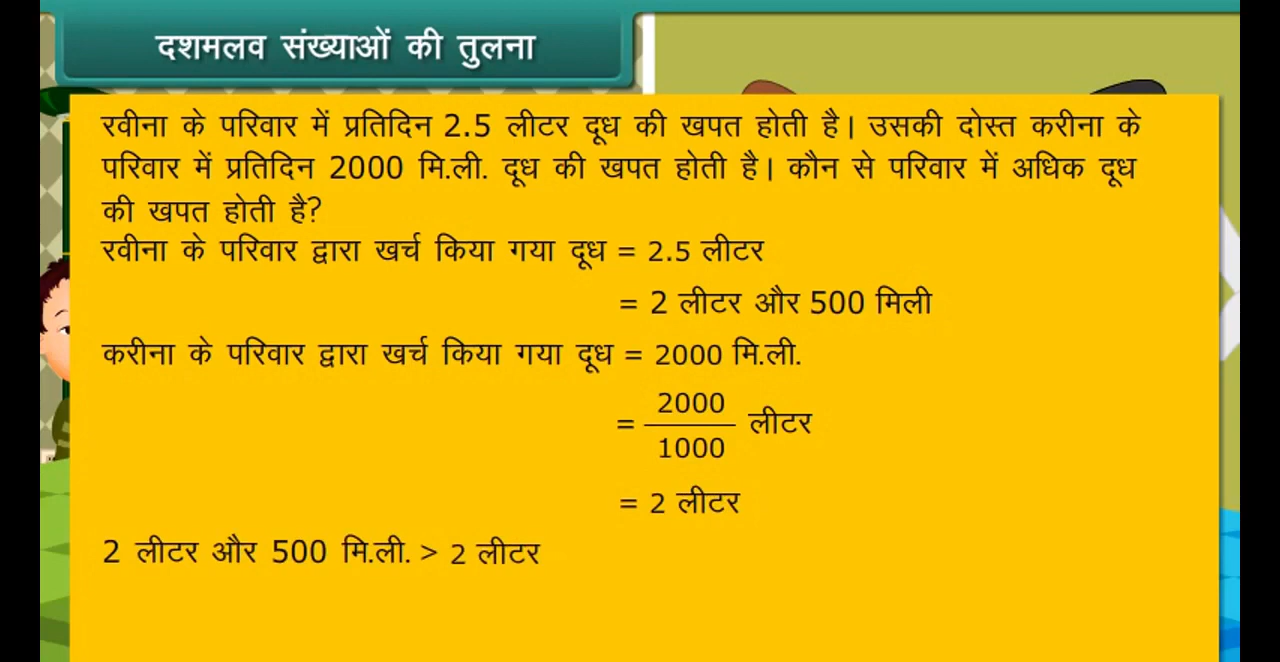 दशमलव संख्याओं की तुलना
रवीना के परिवार में प्रतिदिन 2.5 लीटर दूध की खपत होती है। उसकी दोस्त करीना के
परिवार में प्रतिदिन 2000 मि.ली. दूध की खपत होती है। कौन से परिवार में अधिक दूध
की खपत होती है?
रवीना के परिवार द्वारा खर्च किया गया दूध = 2.5 लीटर
= 2 लीटर और 500 मिली
करीना के परिवार द्वारा खर्च किया गया दूध = 2000 मि.ली.
= 2000/1000 लीटर
= 2 लीटर
2 लीटर और 500 मि.ली. > 2 लीटर